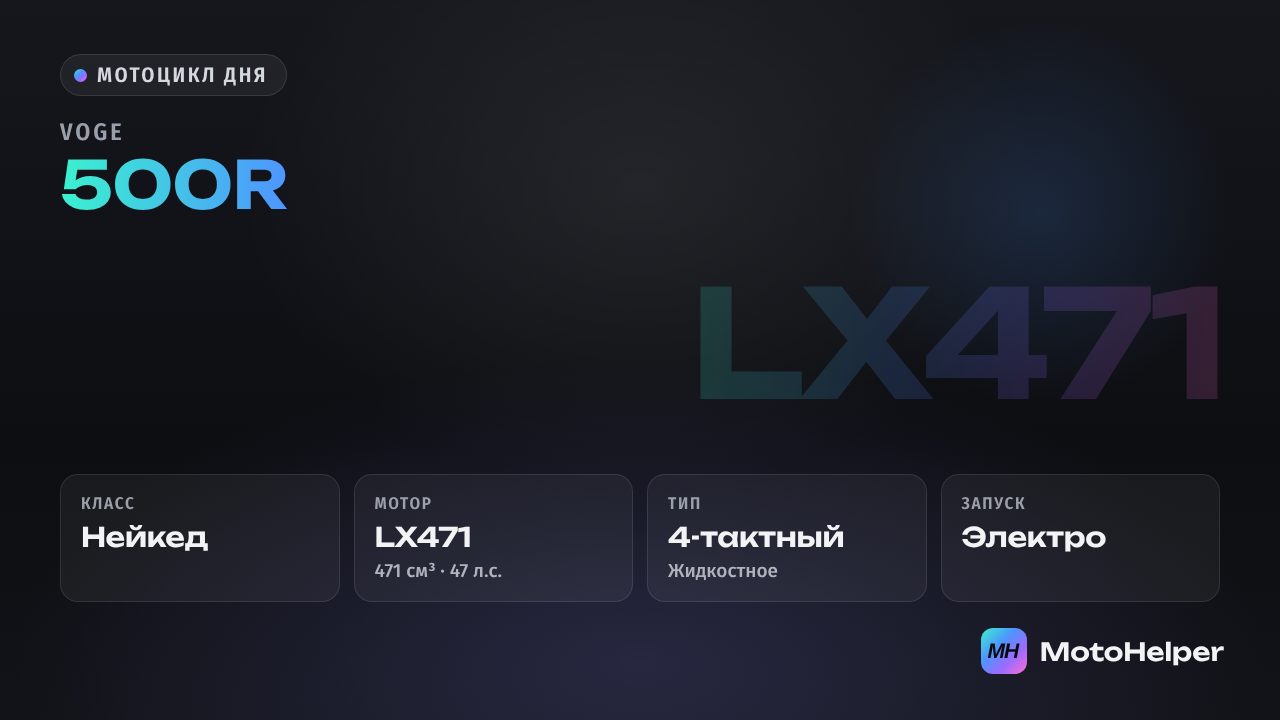 МОТОЦИКЛ ДНЯ
VOGE
500R
LX471
КЛАСС
Нейкед
МОТОР
LX471
471 см³ · 47 л.с.
ТИП
4-тактный
Жидкостное
ЗАПУСК
Электро
MH MotoHelper